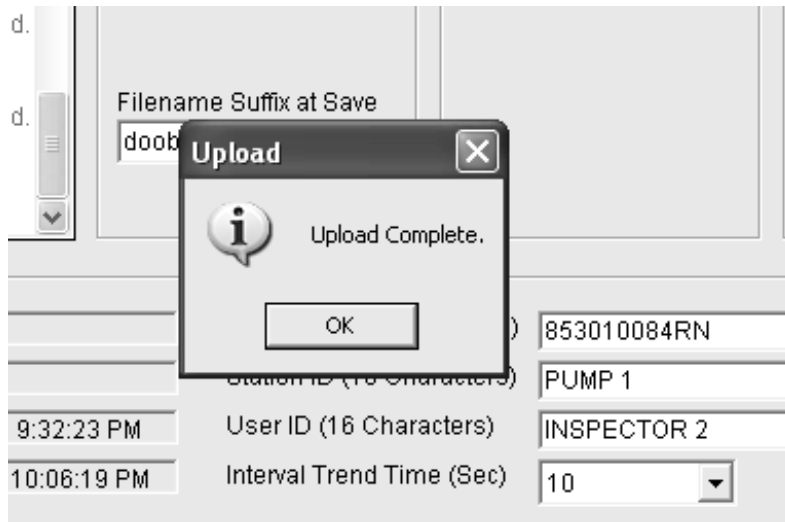 d.
Filename Suffix at Save
d.
doob
Upload
Upload Complete.
OK
)
853010084RN
PUMP 1
9:32:23 PM
User ID (16 Characters)
INSPECTOR 2
10:06:19 PM
Interval Trend Time (Sec)
10